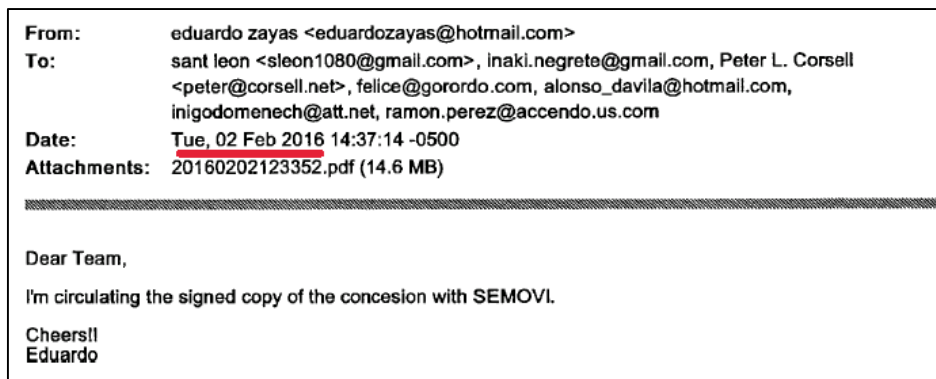 From: eduardo zayas <eduardozayas@hotmail.com>
To: sant leon <sleon1080@gmail.com>, inaki.negrete@gmail.com, Peter L. Corsell
<peter@corsell.net>, felice@gorordo.com, alonso_davila@hotmail.com,
inigodomenech@att.net, ramon.perez@accendo.us.com
Date: Tue, 02 Feb 2016 14:37:14 -0500
Attachments: 20160202123352.pdf (14.6 MB)
Dear Team,
I'm circulating the signed copy of the concesion with SEMOVI.
Cheers!!
Eduardo